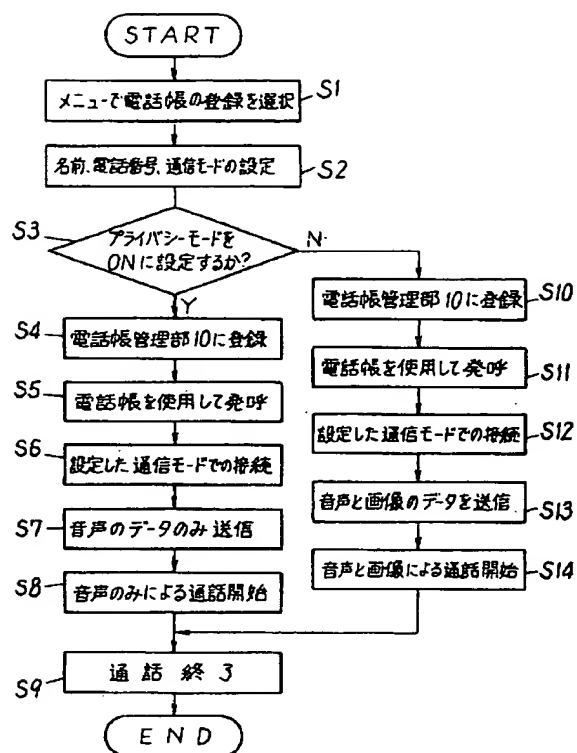 START
メニューで電話帳の登録を選択
S1
名前、電話番号、通信モードの設定
S2
S3
プライバシーモードを
ONに設定するか?
N
Y
S4
電話帳管理部10に登録
S5
電話帳を使用して発呼
S6
設定した通信モードでの接続
S7
音声のデータのみ送信
S8
音声のみによる通話開始
電話帳管理部10に登録
S10
電話帳を使用して発呼
S11
設定した通信モードでの接続
S12
音声と画像のデータを送信
S13
音声と画像による通話開始
S14
S9
通話終了
END